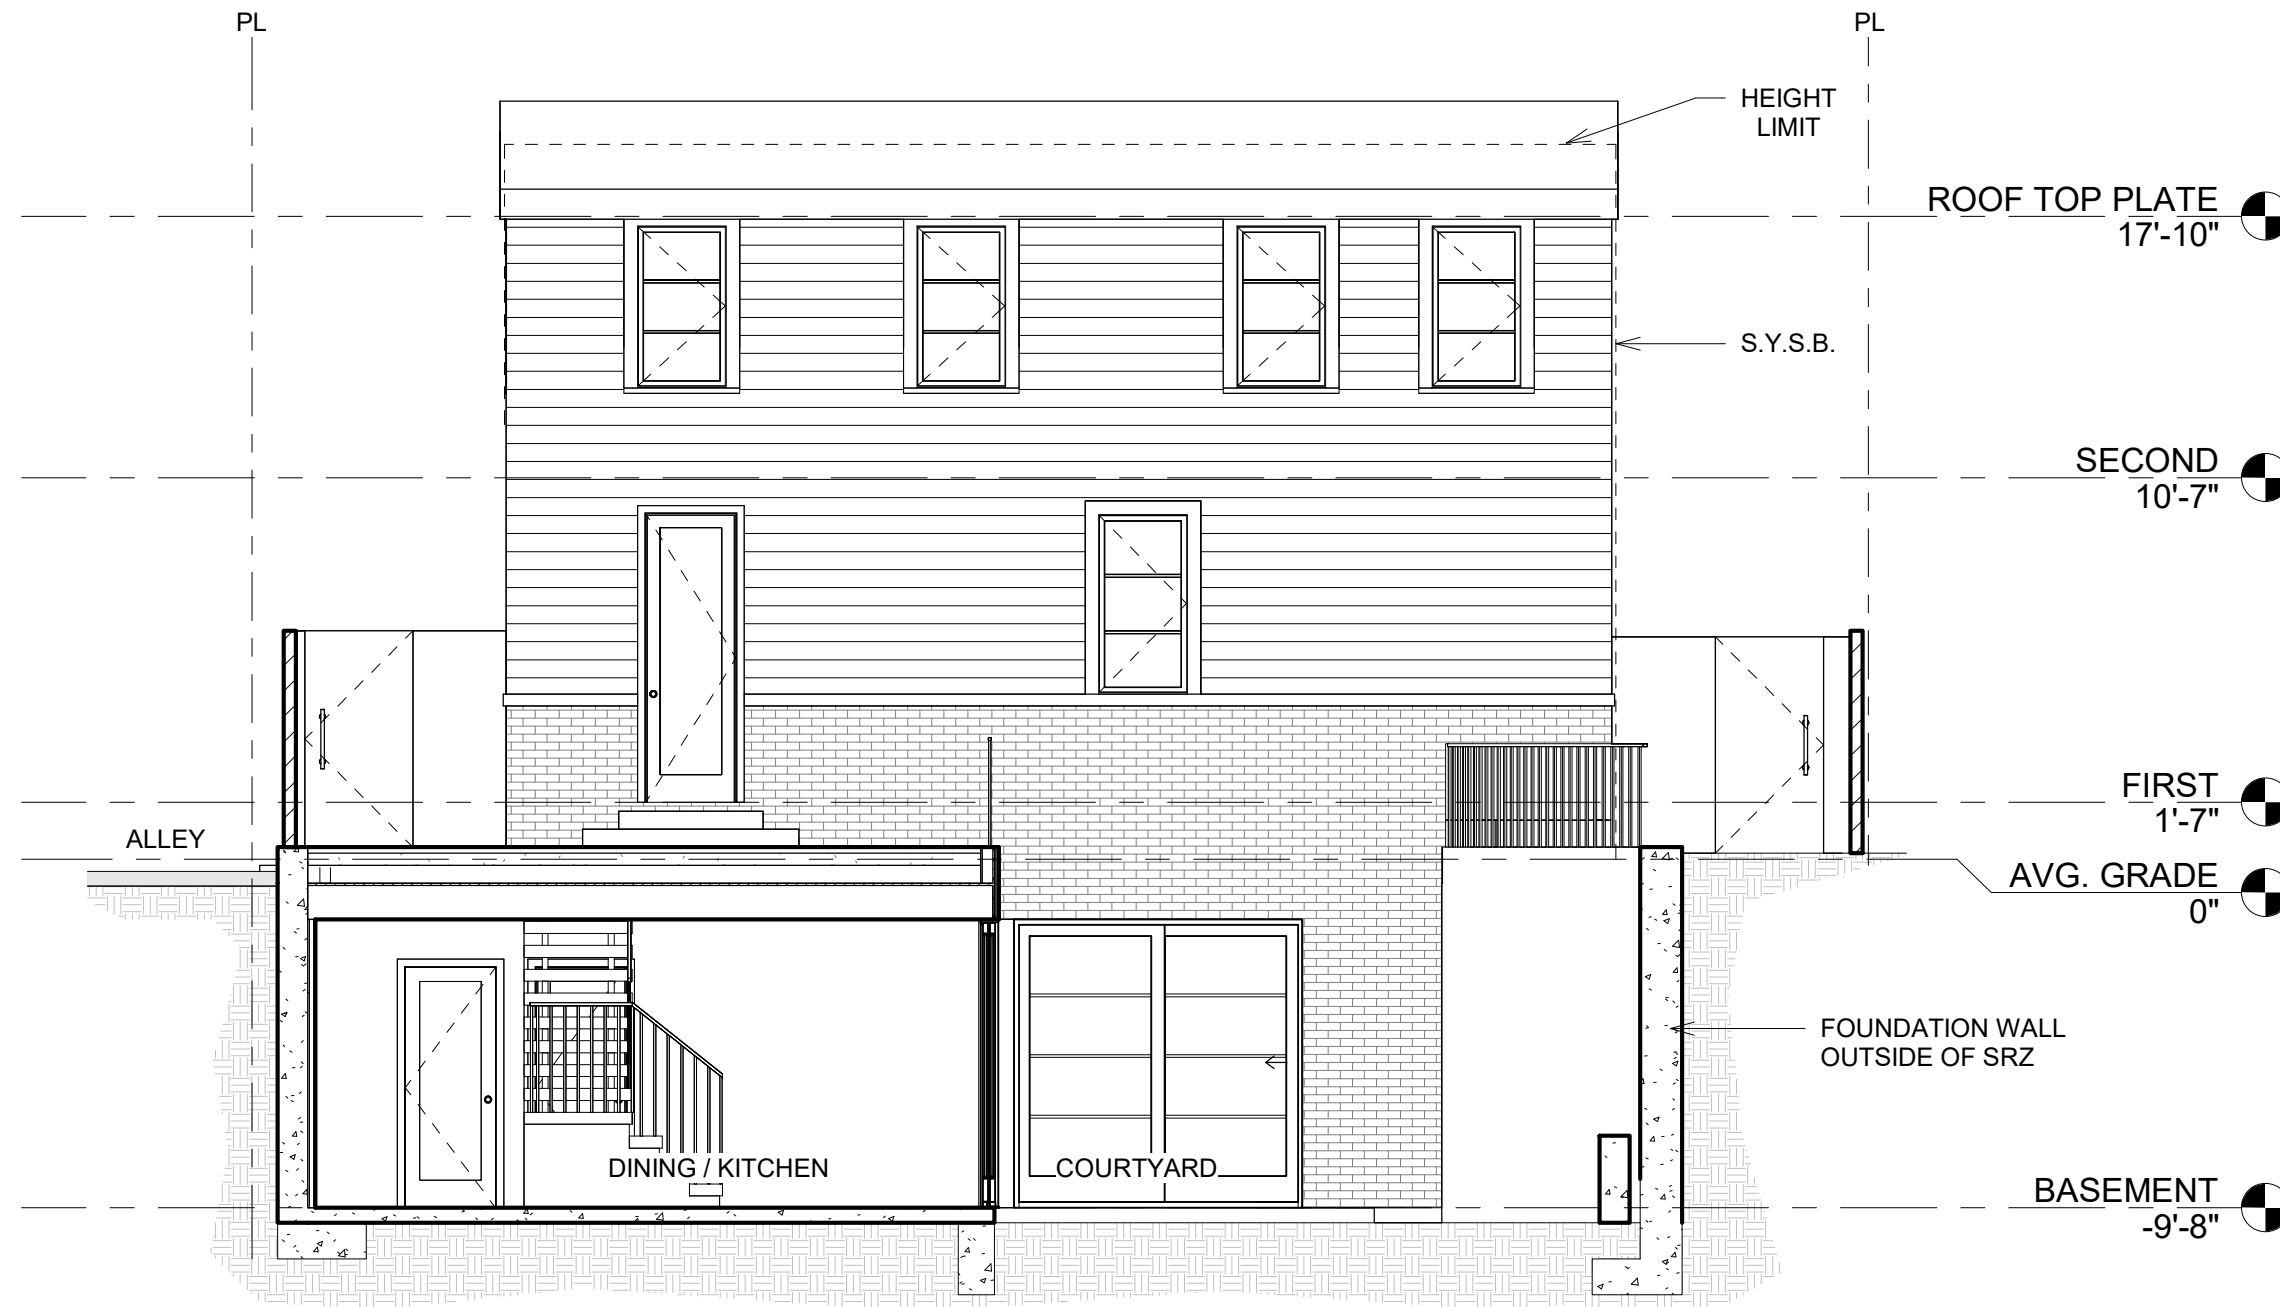 PL
PL
HEIGHT
LIMIT
ROOF TOP PLATE
17'-10"
S.Y.S.B.
SECOND
10'-7"
FIRST
1'-7"
ALLEY
AVG. GRADE
0"
FOUNDATION WALL
OUTSIDE OF SRZ
DINING / KITCHEN
COURTYARD
BASEMENT
-9'-8"